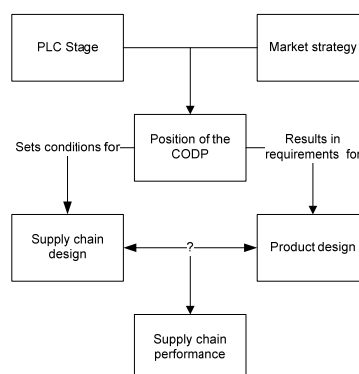 PLC Stage
Market strategy
Sets conditions for
Position of the
CODP
Results in
requirements for
Supply chain
design
?
Product design
Supply chain
performance